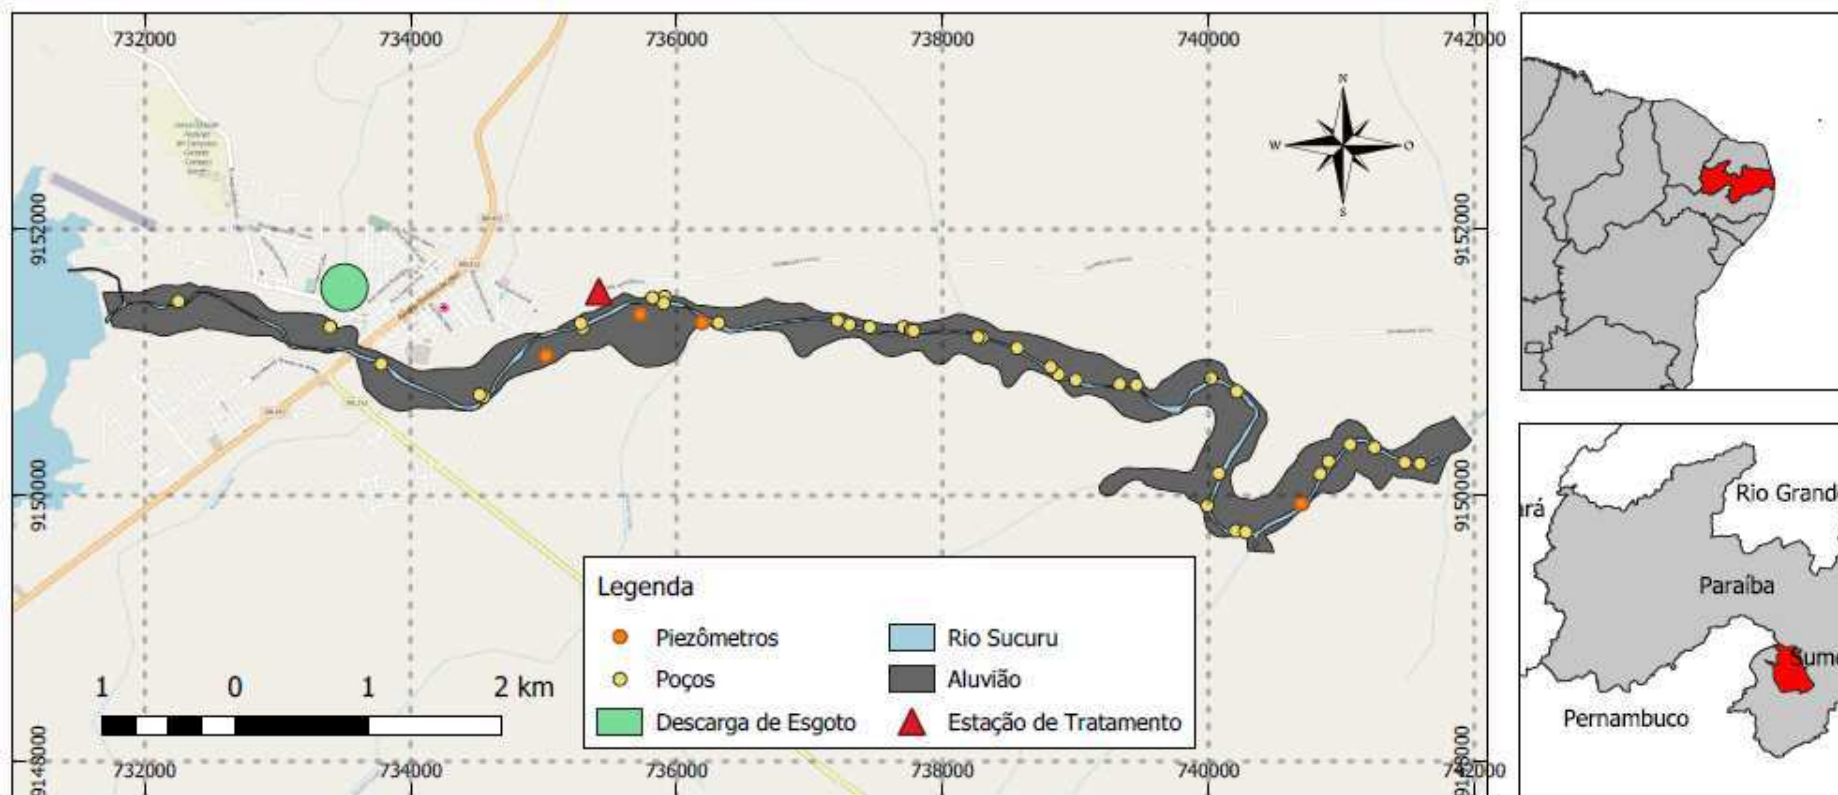 732000 734000 736000 738000 740000 742000
N
W O
S
9152000 9152000
9150000 9150000
9148000 9148000
Legenda
Piezômetros Rio Sucuru
Poços Aluvião
Descarga de Esgoto Estação de Tratamento
1 0 1 2 km
732000 734000 736000 738000 740000 742000
Rio Grand
ará
Paraíba
Sum
Pernambuco